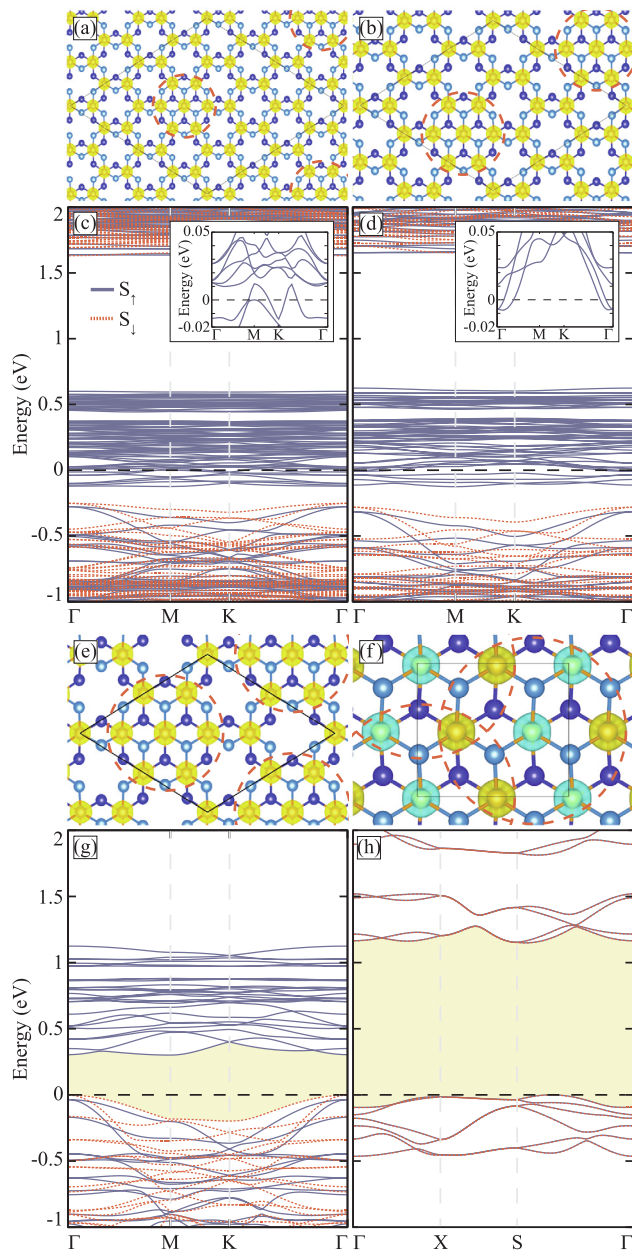 (a)
(b)
(c)
(d)
2
1.5
1
0.5
0
-0.5
-1
Energy (eV)
S↑
S↓
0.05
0
-0.02
Energy (eV)
Γ M K Γ
0.05
0
-0.02
Energy (eV)
Γ M K Γ
Γ M K Γ
Γ M K Γ
(e)
(f)
(g)
(h)
2
1.5
1
0.5
0
-0.5
-1
Energy (eV)
Γ M K Γ
Γ X S Γ